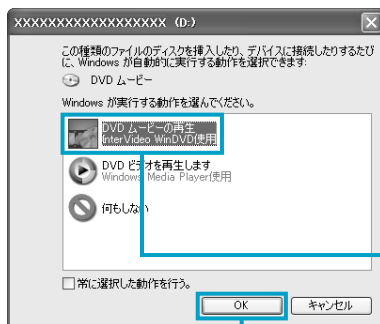 XXXXXXXXXXXXXXXXXX (D:)
この種類のファイルのディスクを挿入したり、デバイスに接続したりするたび
に、Windows が自動的に実行する動作を選択できます:
DVD ムービー
Windows が実行する動作を選んでください。
DVD ムービーの再生
InterVideo WinDVD使用
DVD ビデオを再生します
Windows Media Player使用
何もしない
常に選択した動作を行う。
OK
キャンセル